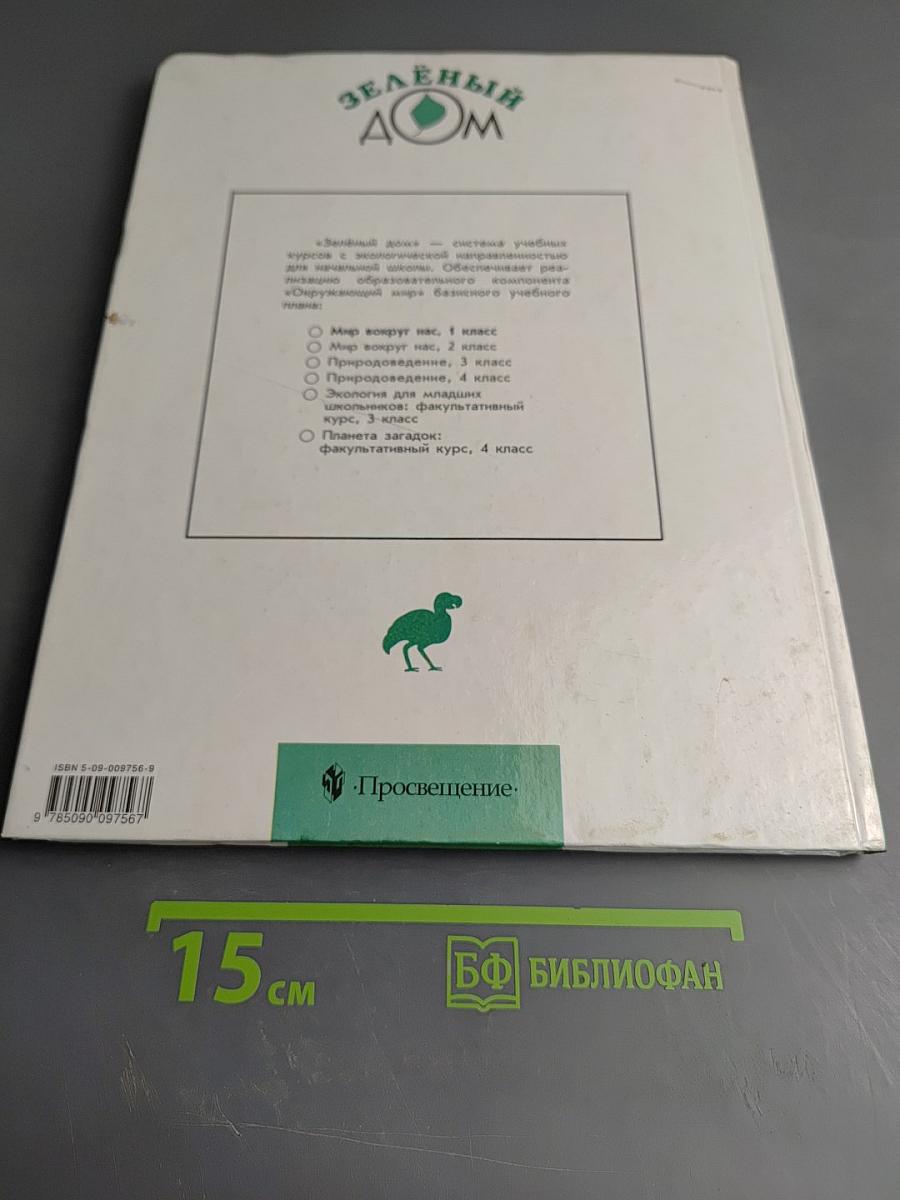 ЗЕЛЁНЫЙ
ДОМ
«Зелёный дом» — система учебных
курсов с экологической направленностью
для начальной школы. Обеспечивает реа-
лизацию образовательного компонента
«Окружающий мир» базисного учебного
плана:
Мир вокруг нас, 1 класс
Мир вокруг нас, 2 класс
Природоведение, 3 класс
Природоведение, 4 класс
Экология для младших
школьников: факультативный
курс, 3 класс
Планета загадок:
факультативный курс, 4 класс
ISBN 5-09-009756-9
9 785090 097567
·Просвещение·
15 см
БФ БИБЛИОФАН